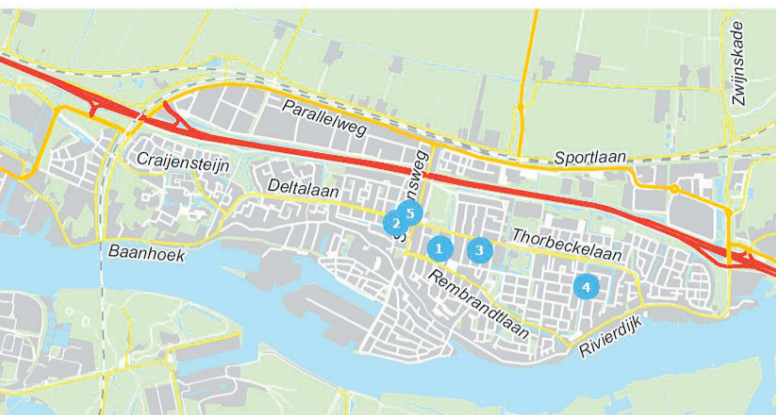 Zwijnskade
Parallelweg
Sportlaan
Craijensteijn
Deltalaan
5
2
Thorbeckelaan
1
3
Baanhoek
Rembrandtlaan
4
Rivierdijk